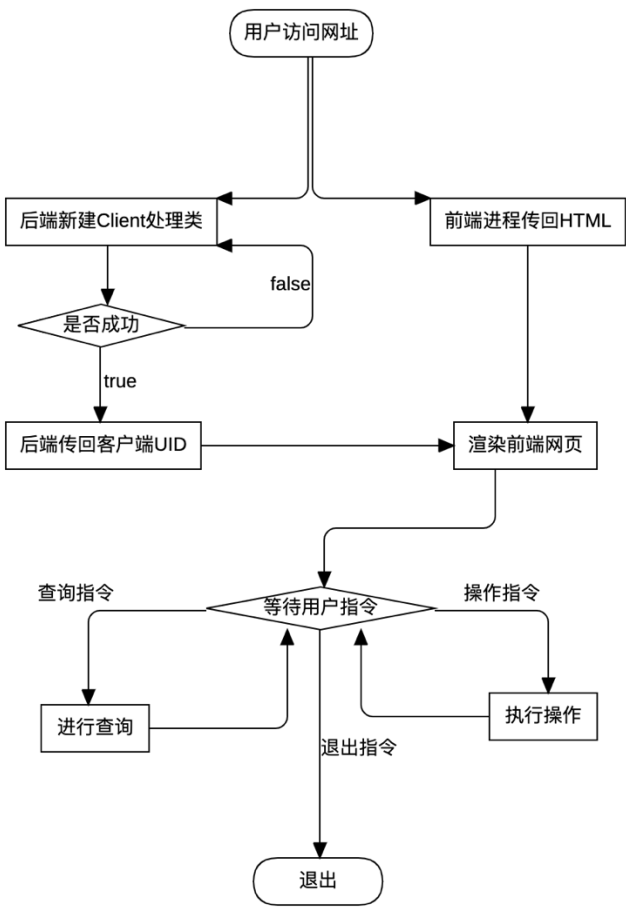 用户访问网址
后端新建Client处理类
前端进程传回HTML
false
是否成功
true
后端传回客户端UID
渲染前端网页
查询指令
等待用户指令
操作指令
进行查询
执行操作
退出指令
退出